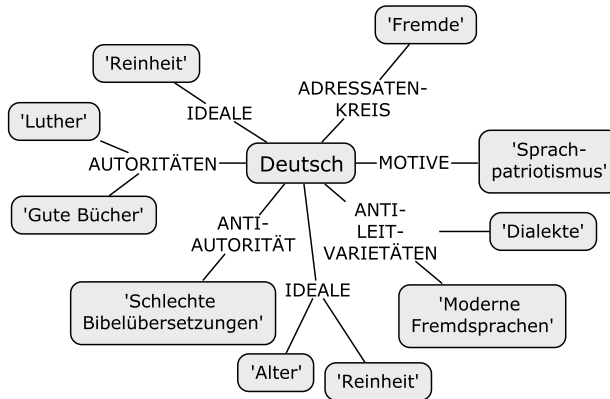 'Fremde'
'Reinheit'
ADRESSATEN-
KREIS
IDEALE
'Luther'
AUTORITÄTEN
Deutsch
MOTIVE
'Sprach-
patriotismus'
'Gute Bücher'
ANTI-
AUTORITÄT
ANTI-
LEIT-
VARIETÄTEN
'Dialekte'
'Schlechte
Bibelübersetzungen'
IDEALE
'Moderne
Fremdsprachen'
'Alter'
'Reinheit'